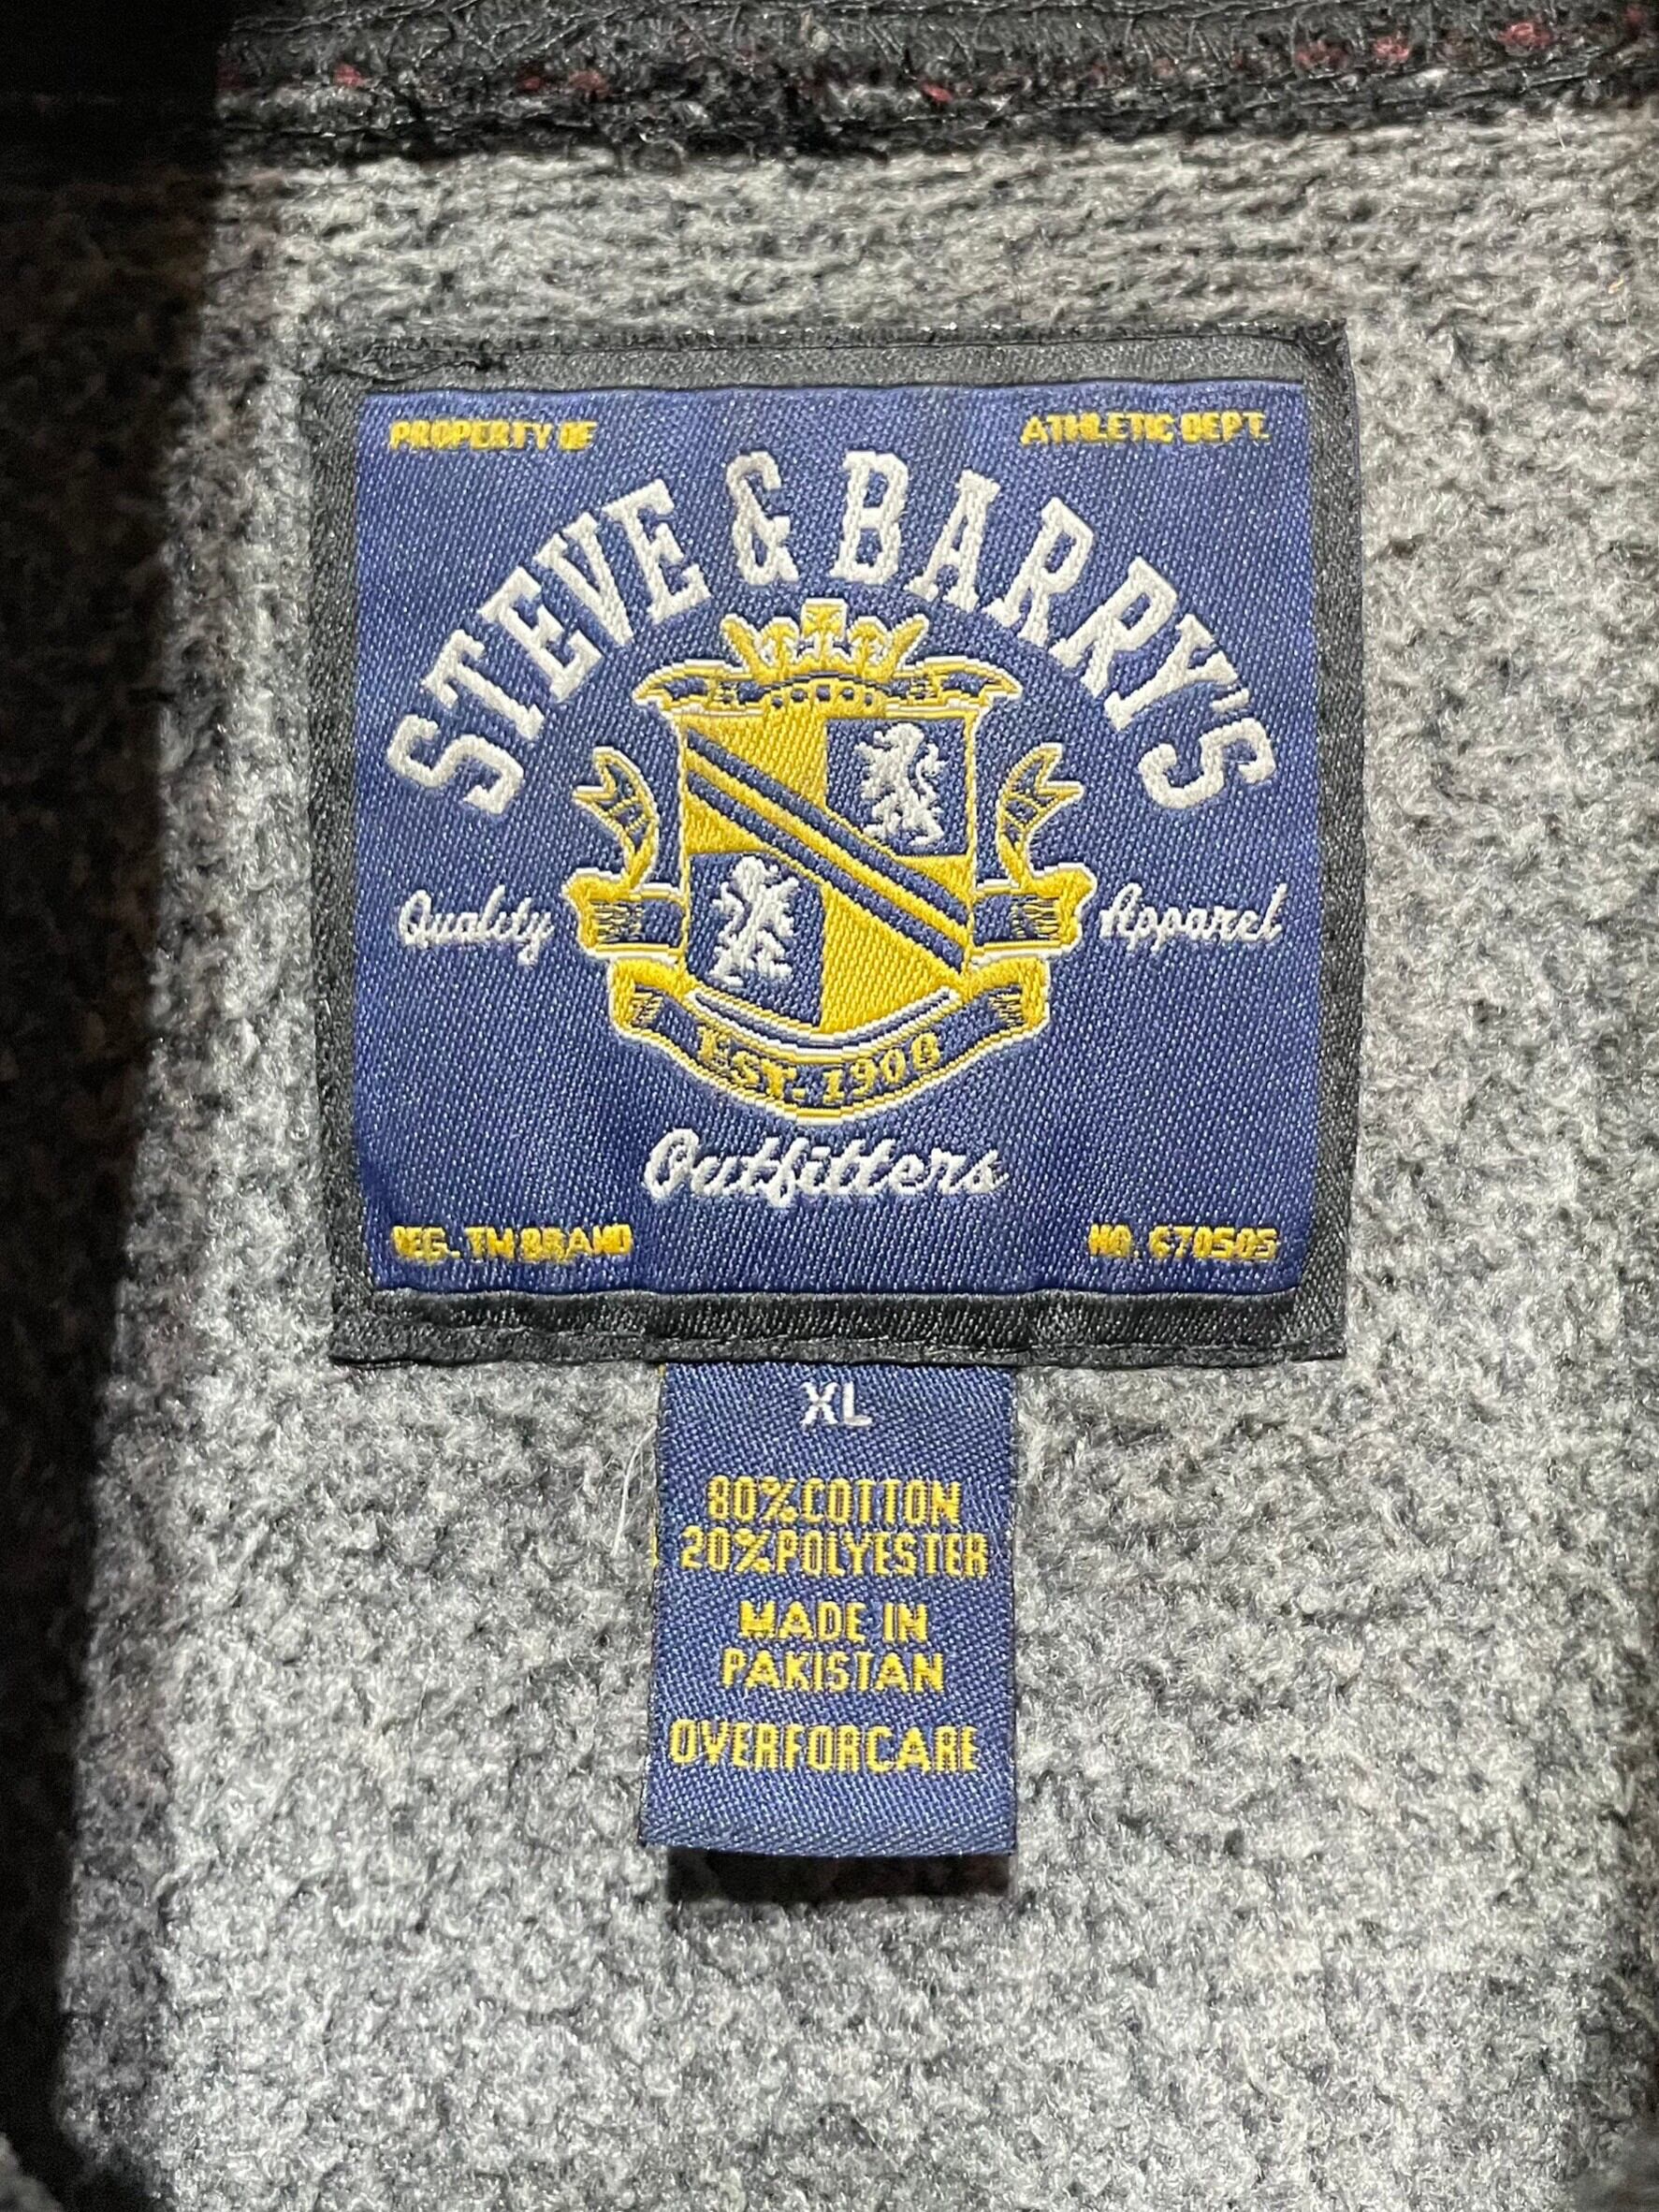 PROPERTY OF
ATHLETIC DEPT.
STEVE & BARRY'S
Quality
Apparel
EST. 1900
Outfitters
REG. TM BRAND
NO. 670505
XL
80%COTTON
20%POLYESTER
MADE IN
PAKISTAN
OVERFORCARE